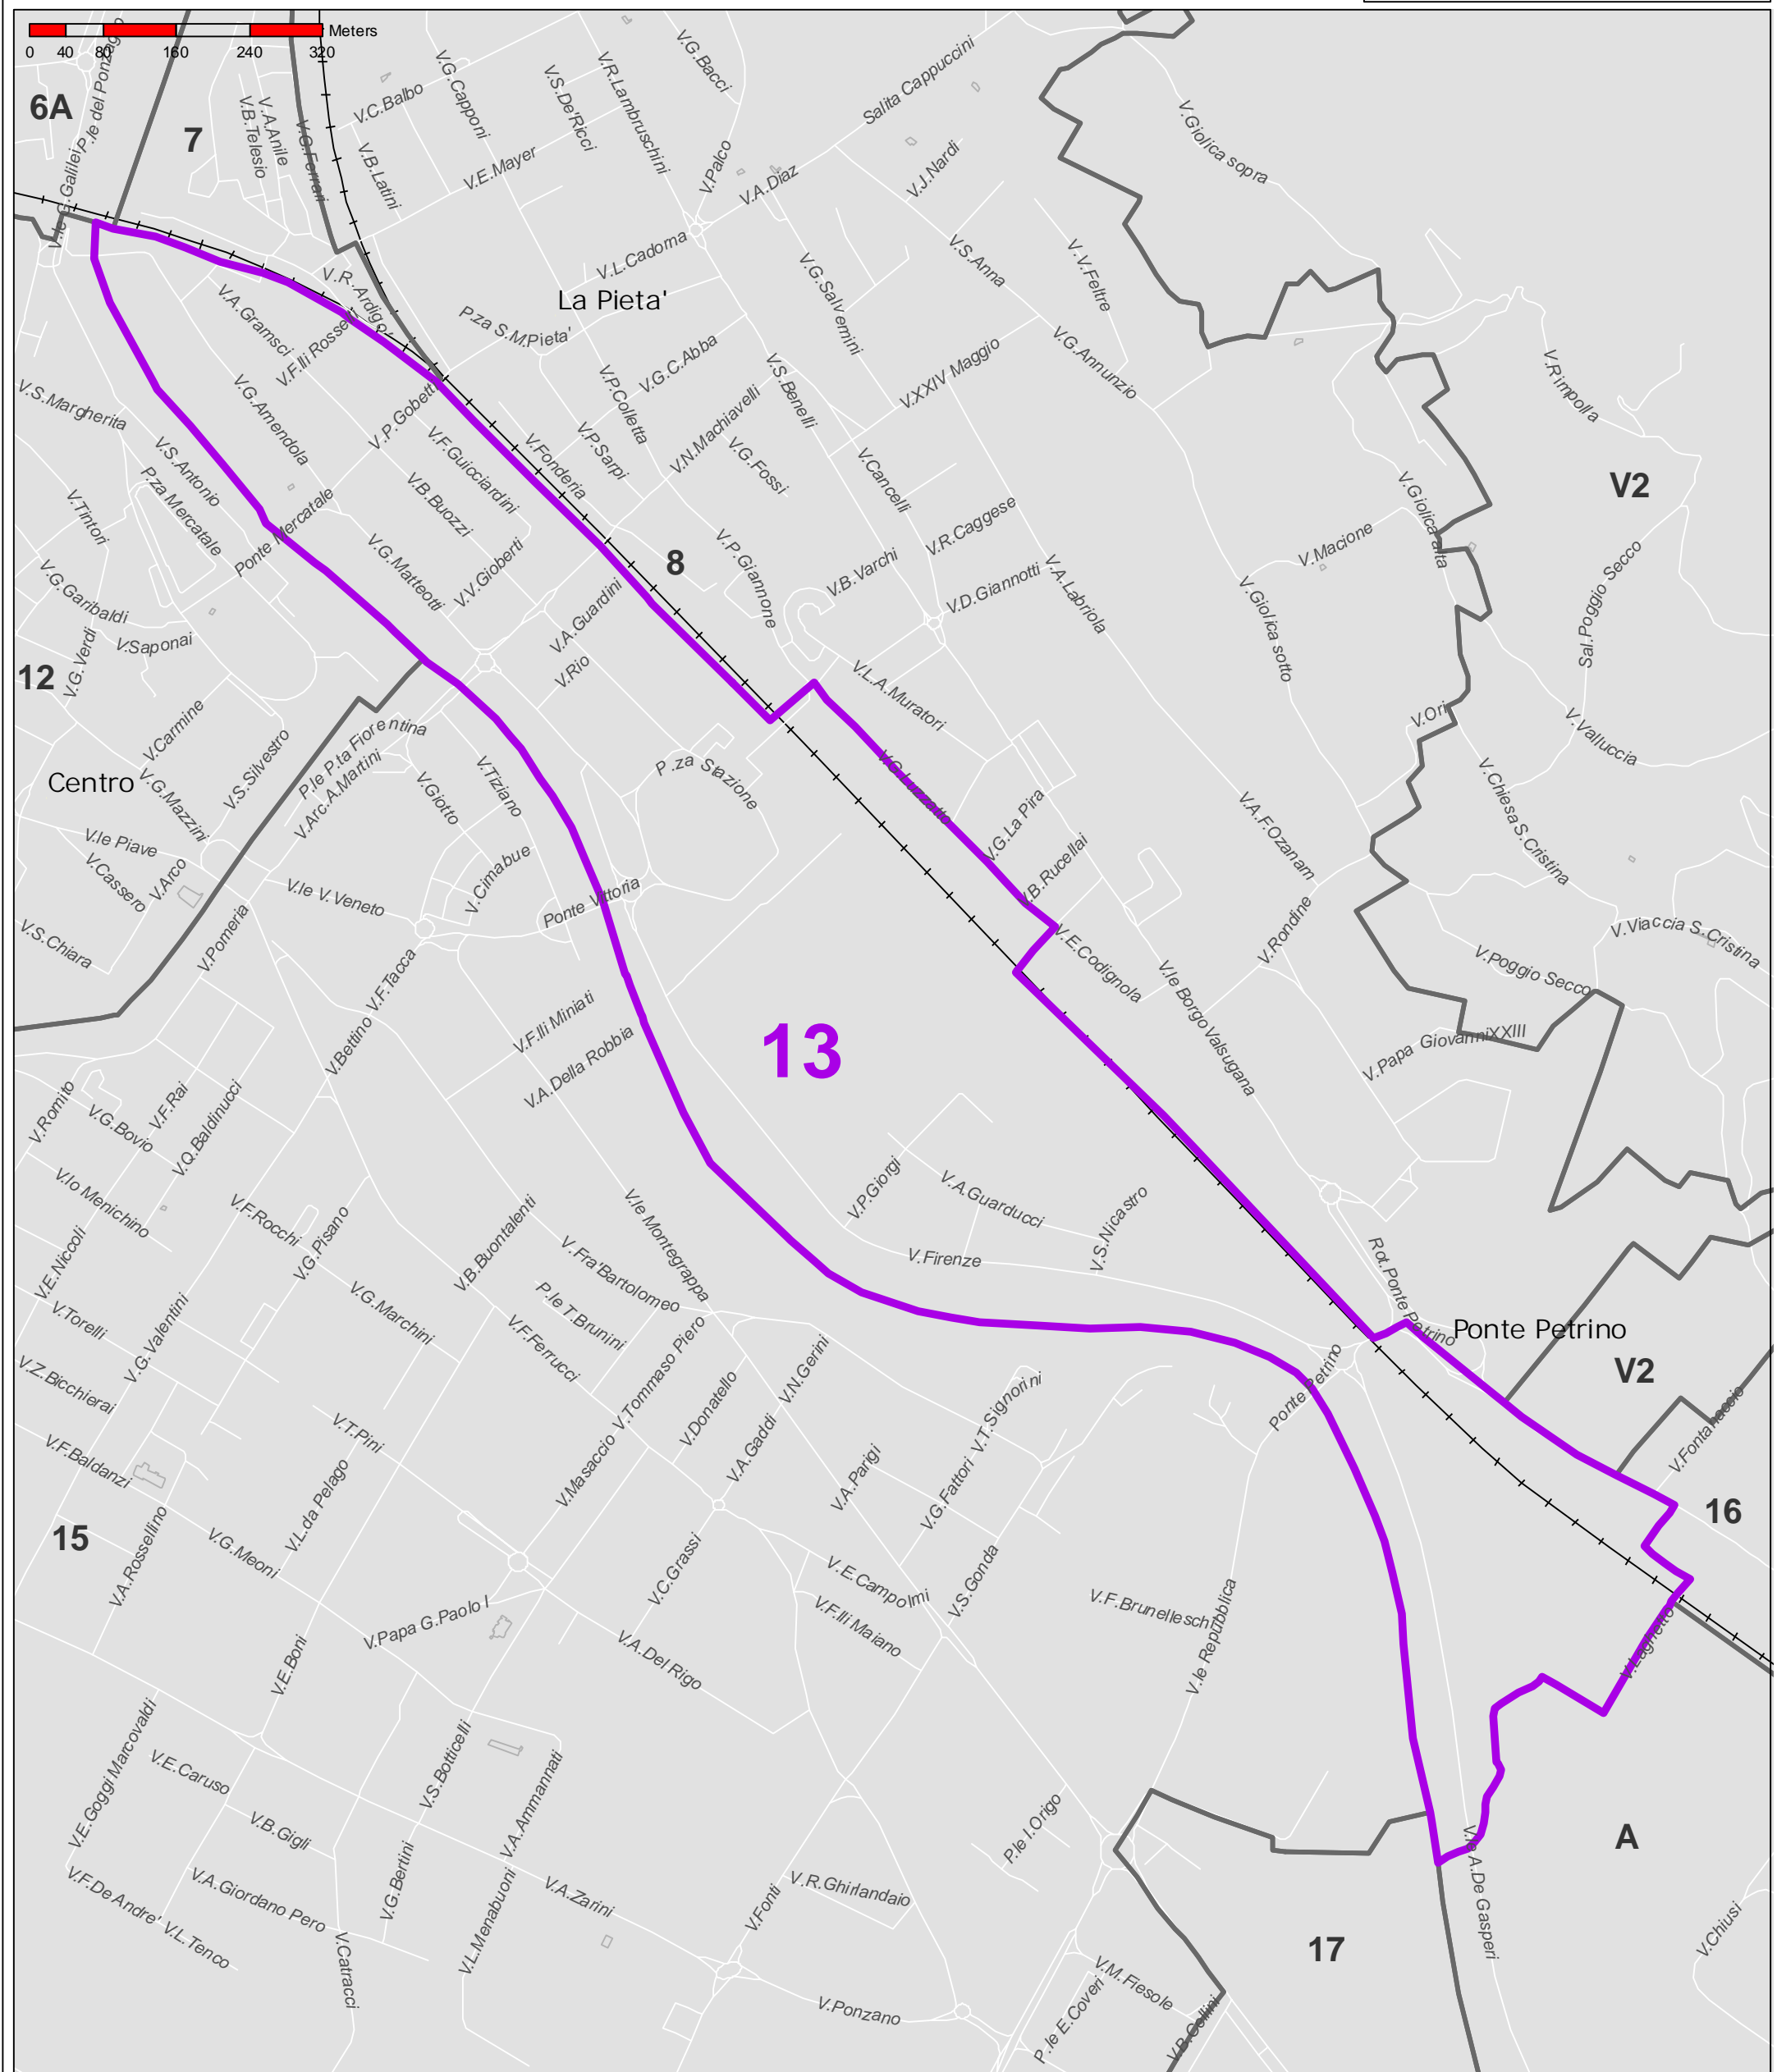 Meters
0 40 80 160 240 320
6A
7
P.le del Ponzago
V.le G.Galilei
V.B.Telesio
V.A.Anile
V.G.Ferrari
V.C.Balbo
V.B.Latini
V.G.Capponi
V.E.Mayer
V.S.De'Ricci
V.R.Lambruschini
V.G.Bacci
V.Palco
V.A.Diaz
Salita Cappuccini
V.J.Nardi
V.Giolica sopra
V.L.Cadorna
La Pieta'
V.R.Ardigo'
V.A.Gramsci
V.F.lli Rosselli
P.za S.M.Pieta'
V.G.Salvemini
V.S.Anna
V.V.Feltre
V.G.Annunzio
V.XXIV Maggio
V.G.C.Abba
V.P.Colletta
V.S.Benelli
V.Rimpolla
V.S.Margherita
V.G.Amendola
V.P.Gobetti
V.F.Guicciardini
V.Fonderia
V.P.Sarpi
V.N.Machiavelli
V.G.Fossi
V.Cancelli
V.S.Antonio
P.za Mercatale
Ponte Mercatale
V.B.Buozzi
V.Tintori
V.G.Matteotti
V.V.Gioberti
8
V.P.Giannone
V.B.Varchi
V.R.Caggese
V.D.Giannotti
V.A.Labriola
V.Macione
V.Giolica alta
V2
V.Giolica sotto
Sal.Poggio Secco
V.G.Garibaldi
V.Saponai
V.G.Verdi
12
V.A.Guardini
V.Rio
V.L.A.Muratori
V.Ori
V.Valluccia
V.Carmine
Centro
V.G.Mazzini
V.S.Silvestro
P.le P.ta Fiorentina
V.Arc.A.Martini
V.Giotto
V.Tiziano
P.za Stazione
V.G.Lazzatto
V.G.La Pira
V.B.Rucellai
V.A.F.Ozanam
V.Chiesa S.Cristina
V.le Piave
V.Cassero
V.Arco
V.S.Chiara
V.Pomeria
V.le V.Veneto
V.Cimabue
Ponte Vittoria
V.E.Codignola
V.Rondine
V.le Borgo Valsugana
V.Poggio Secco
V.Viaccia S.Cristina
V.Bettino
V.F.Tacca
V.F.lli Miniati
V.A.Della Robbia
13
V.Papa GiovanniXXIII
V.Romito
V.G.Bovio
V.F.Rai
V.Q.Baldinucci
V.Io Menichino
V.E.Niccoli
V.F.Rocchi
V.G.Pisano
V.B.Buontalenti
V.le Montegrappa
V.Fra'Bartolomeo
V.P.Giorgi
V.A.Guarducci
V.S.Nicastro
V.Firenze
Rot.Ponte Petrino
Ponte Petrino
V2
V.Torelli
V.G.Valentini
V.G.Marchini
P.le T.Brunini
V.F.Ferrucci
V.Tommaso Piero
V.Masaccio
V.Donatello
V.N.Gerini
V.A.Gaddi
V.T.Signorini
V.G.Fattori
Ponte Petrino
V.Fontanaccio
16
V.Z.Bicchierai
V.F.Baldanzi
V.T.Pini
V.L.da Pelago
V.A.Parigi
15
V.A.Rossellino
V.G.Meoni
V.C.Grassi
V.E.Campolmi
V.F.lli Maiano
V.S.Gonda
V.F.Brunelleschi
V.le Repubblica
V.Laghetto
V.Papa G.Paolo I
V.E.Boni
V.A.Del Rigo
V.E.Goggi Marcovaldi
V.E.Caruso
V.B.Gigli
V.S.Botticelli
V.A.Ammannati
P.le I.Origo
A
V.le A.De Gasperi
V.F.De Andre'
V.L.Tenco
V.A.Giordano Pero
V.G.Bertini
V.L.Menabuoni
V.Catracci
V.A.Zarini
V.Fonti
V.R.Ghirlandaio
V.Ponzano
V.M.Fiesole
P.le E.Coveri
V.B.Cellini
17
V.Chiusi